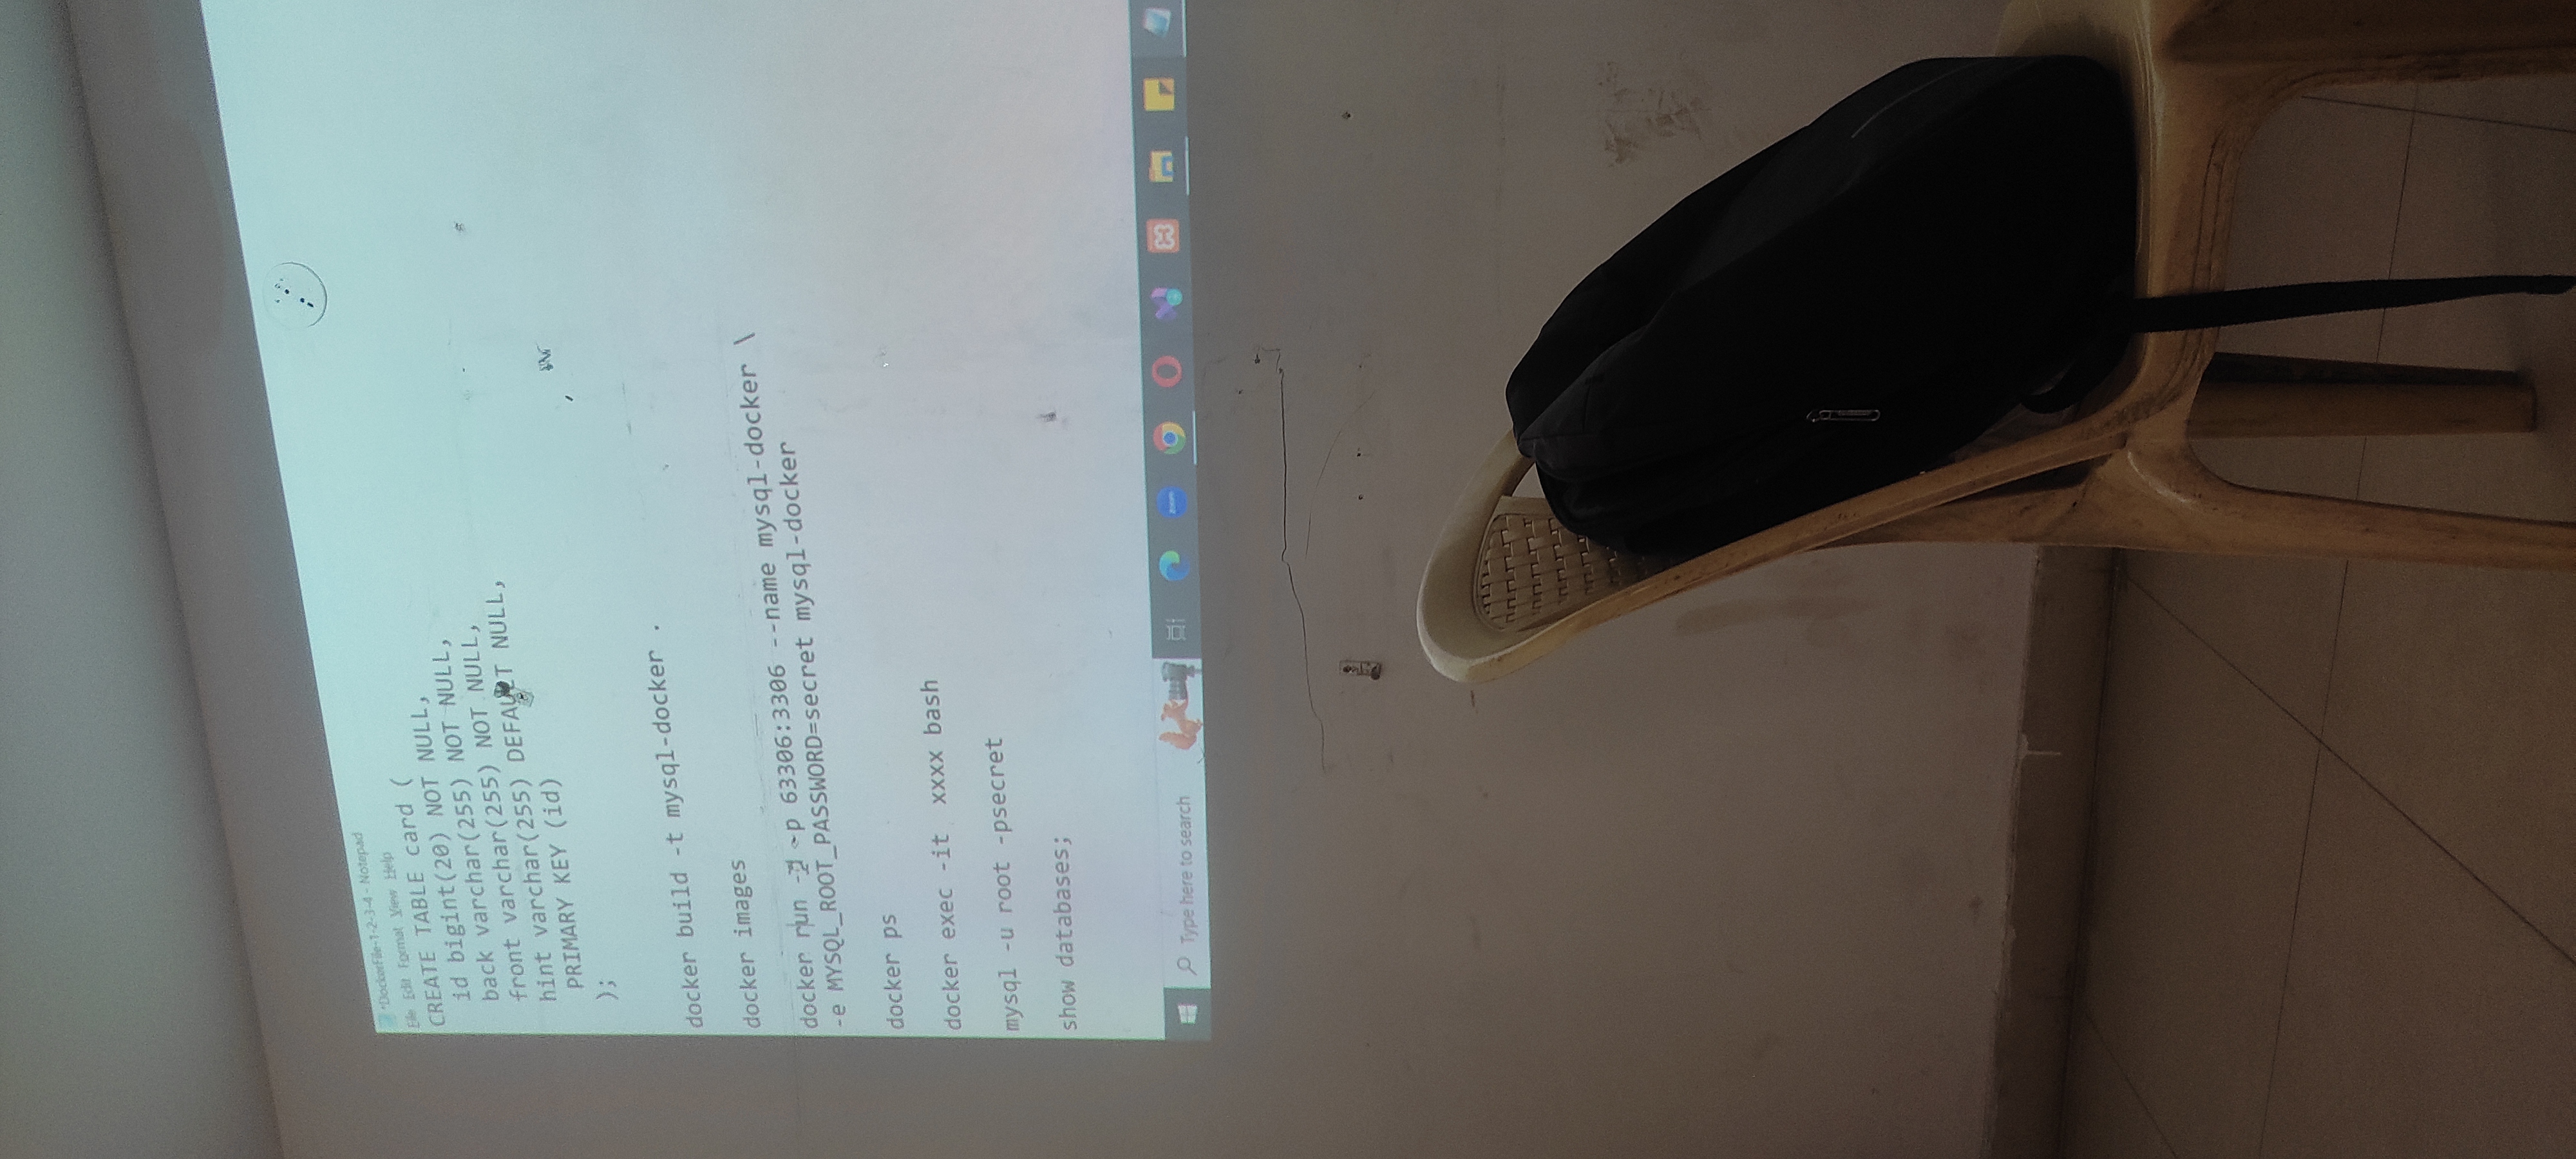 *DockerFile-1-2-3-4 - Notepad
File Edit Format View Help
CREATE TABLE card (
id bigint(20) NOT NULL,
back varchar(255) NOT NULL,
front varchar(255) NOT NULL,
hint varchar(255) DEFAULT NULL,
PRIMARY KEY (id)
);
docker build -t mysql-docker .
docker images
docker run -d -p 63306:3306 --name mysql-docker \
-e MYSQL_ROOT_PASSWORD=secret mysql-docker
docker ps
docker exec -it xxxx bash
mysql -u root -psecret
show databases;
Type here to search
zoom